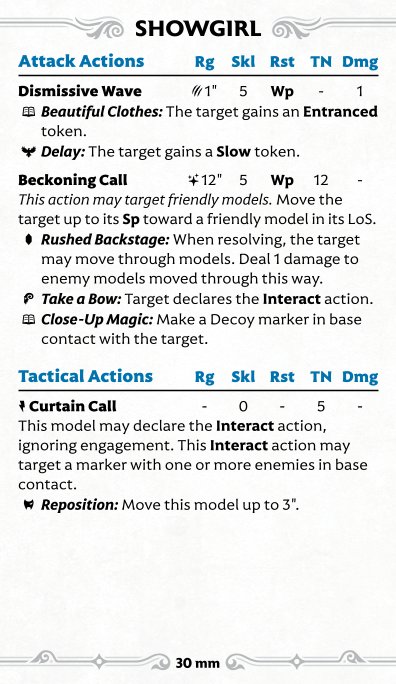 SHOWGIRL
Attack Actions Rg Skl Rst TN Dmg
Dismissive Wave 1" 5 Wp - 1
Beautiful Clothes: The target gains an Entranced
token.
Delay: The target gains a Slow token.
Beckoning Call 12" 5 Wp 12 -
This action may target friendly models. Move the
target up to its Sp toward a friendly model in its LoS.
Rushed Backstage: When resolving, the target
may move through models. Deal 1 damage to
enemy models moved through this way.
Take a Bow: Target declares the Interact action.
Close-Up Magic: Make a Decoy marker in base
contact with the target.
Tactical Actions Rg Skl Rst TN Dmg
Curtain Call - 0 - 5 -
This model may declare the Interact action,
ignoring engagement. This Interact action may
target a marker with one or more enemies in base
contact.
Reposition: Move this model up to 3".
30 mm